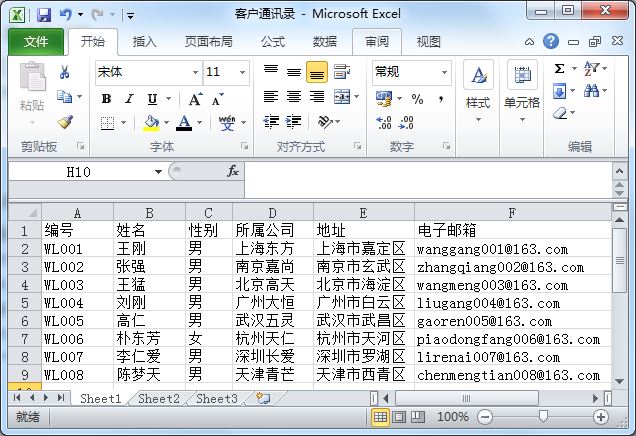 客户通讯录 - Microsoft Excel
文件 开始 插入 页面布局 公式 数据 审阅 视图
宋体 11 常规 Σ
粘贴 B I U A A % , 样式 单元格
A wén 文 .0 .00 .00 .0
剪贴板 字体 对齐方式 数字 编辑
H10 fx
A B C D E F
1 编号 姓名 性别 所属公司 地址 电子邮箱
2 WL001 王刚 男 上海东方 上海市嘉定区 wanggang001@163.com
3 WL002 张强 男 南京嘉尚 南京市玄武区 zhangqiang002@163.com
4 WL003 王猛 男 北京高天 北京市海淀区 wangmeng003@163.com
5 WL004 刘刚 男 广州大恒 广州市白云区 liugang004@163.com
6 WL005 高仁 男 武汉五灵 武汉市武昌区 gaoren005@163.com
7 WL006 朴东芳 女 杭州天仁 杭州市天河区 piaodongfang006@163.com
8 WL007 李仁爱 男 深圳长爱 深圳市罗湖区 lirenai007@163.com
9 WL008 陈梦天 男 天津青芒 天津市西青区 chenmengtian008@163.com
Sheet1 Sheet2 Sheet3
就绪 100%